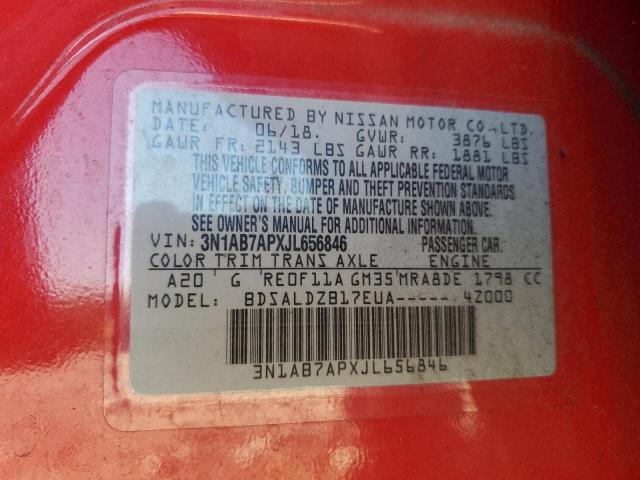 MANUFACTURED BY NISSAN MOTOR CO., LTD.
DATE: 06/18. GVWR: 3876 LBS
GAWR FR: 2143 LBS GAWR RR: 1881 LBS
THIS VEHICLE CONFORMS TO ALL APPLICABLE FEDERAL MOTOR
VEHICLE SAFETY, BUMPER AND THEFT PREVENTION STANDARDS
IN EFFECT ON THE DATE OF MANUFACTURE SHOWN ABOVE.
SEE OWNER'S MANUAL FOR ADDITIONAL INFORMATION.
VIN: 3N1AB7APXJL656846 PASSENGER CAR.
COLOR TRIM TRANS AXLE ENGINE
A20 G RE0F11A GM35 MRA8DE 1798 CC
MODEL: BDSALDZB17EUA----- 4Z000
3N1AB7APXJL656846